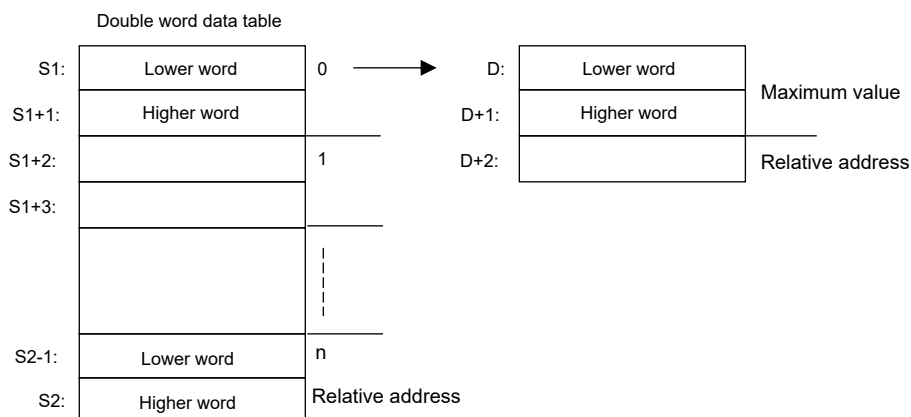 Double word data table
S1: Lower word 0 D: Lower word
Maximum value
S1+1: Higher word D+1: Higher word
S1+2: 1 D+2: Relative address
S1+3:
S2-1: Lower word n
S2: Higher word Relative address